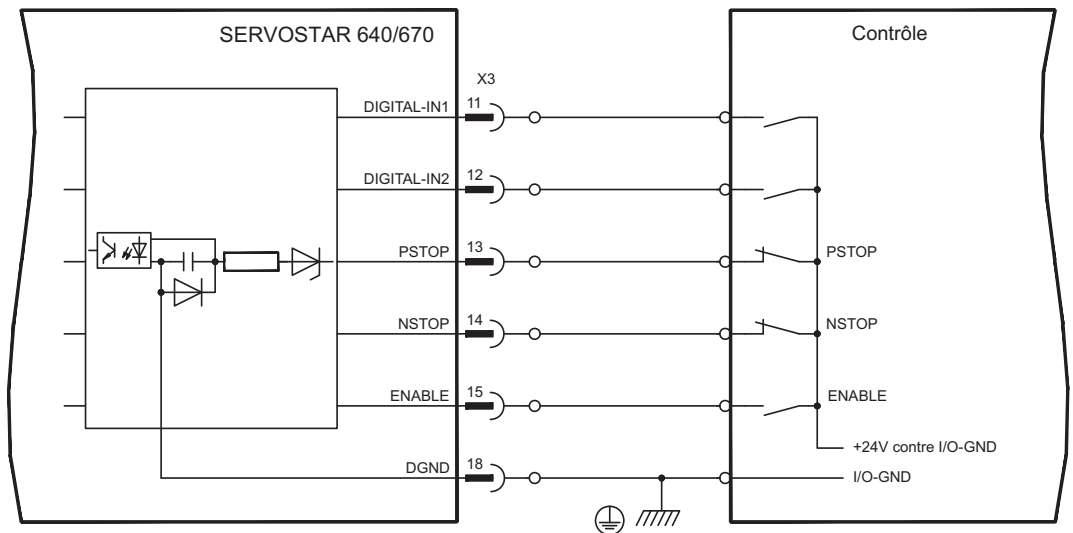 SERVOSTAR 640/670
Contrôle
X3
DIGITAL-IN1 11
DIGITAL-IN2 12
PSTOP 13 PSTOP
NSTOP 14 NSTOP
ENABLE 15 ENABLE
+24V contre I/O-GND
DGND 18 I/O-GND